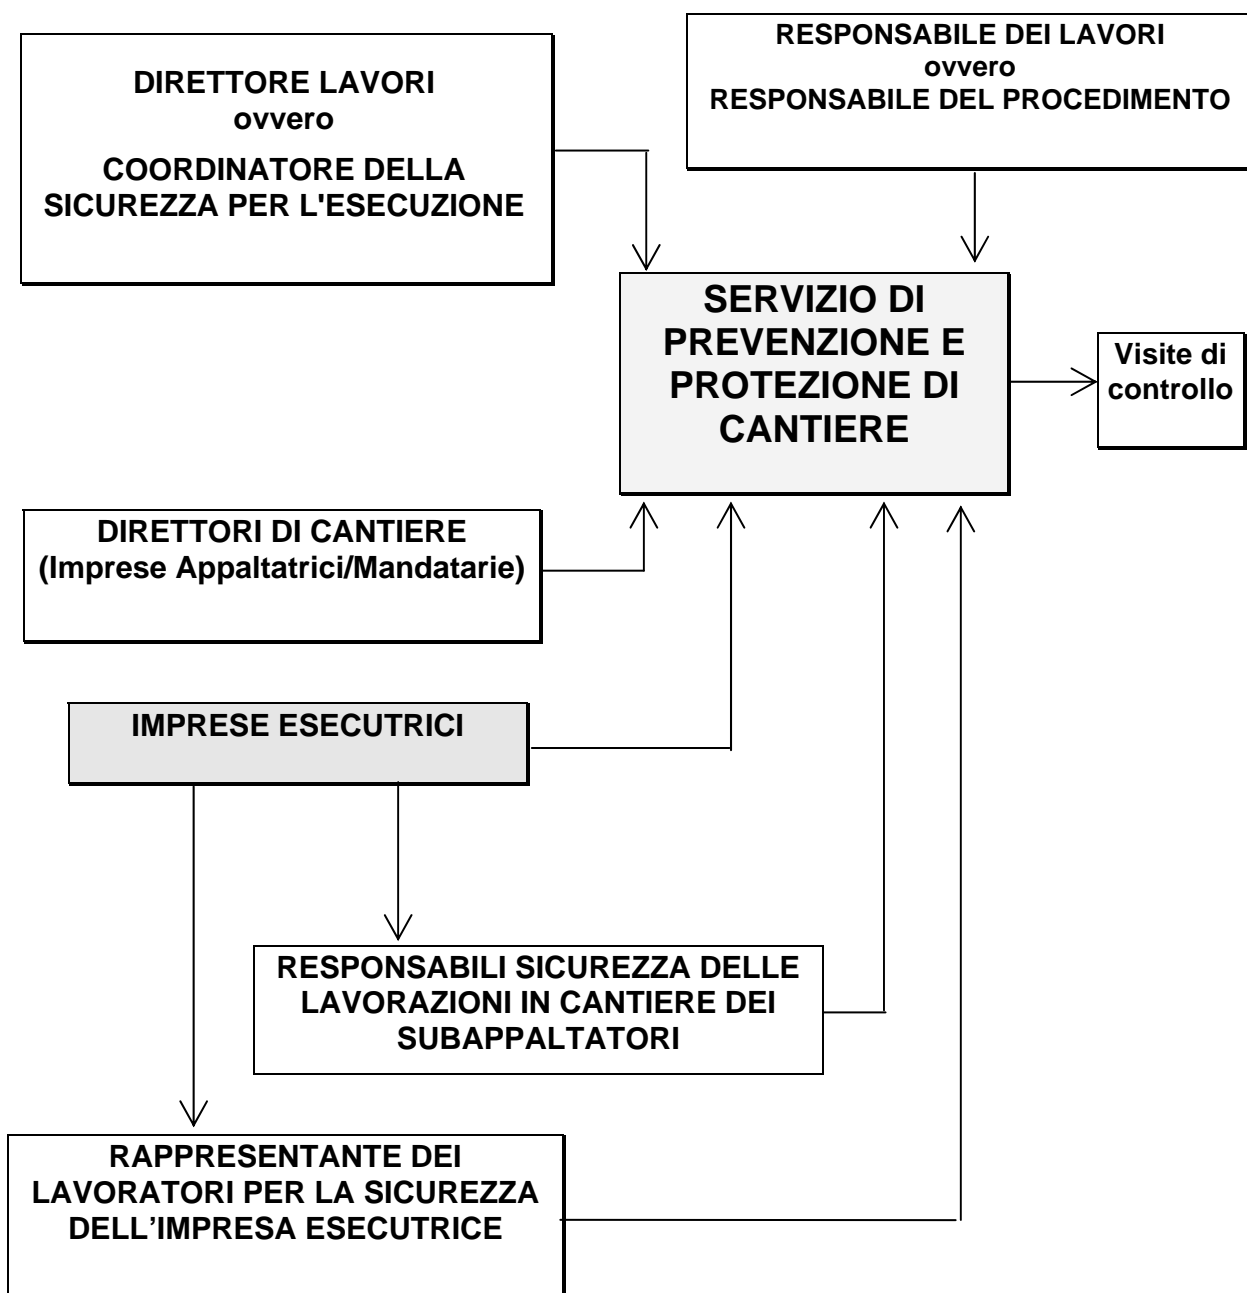 DIRETTORE LAVORI
ovvero
COORDINATORE DELLA
SICUREZZA PER L'ESECUZIONE
RESPONSABILE DEI LAVORI
ovvero
RESPONSABILE DEL PROCEDIMENTO
SERVIZIO DI
PREVENZIONE E
PROTEZIONE DI
CANTIERE
Visite di
controllo
DIRETTORI DI CANTIERE
(Imprese Appaltatrici/Mandatarie)
IMPRESE ESECUTRICI
RESPONSABILI SICUREZZA DELLE
LAVORAZIONI IN CANTIERE DEI
SUBAPPALTATORI
RAPPRESENTANTE DEI
LAVORATORI PER LA SICUREZZA
DELL’IMPRESA ESECUTRICE